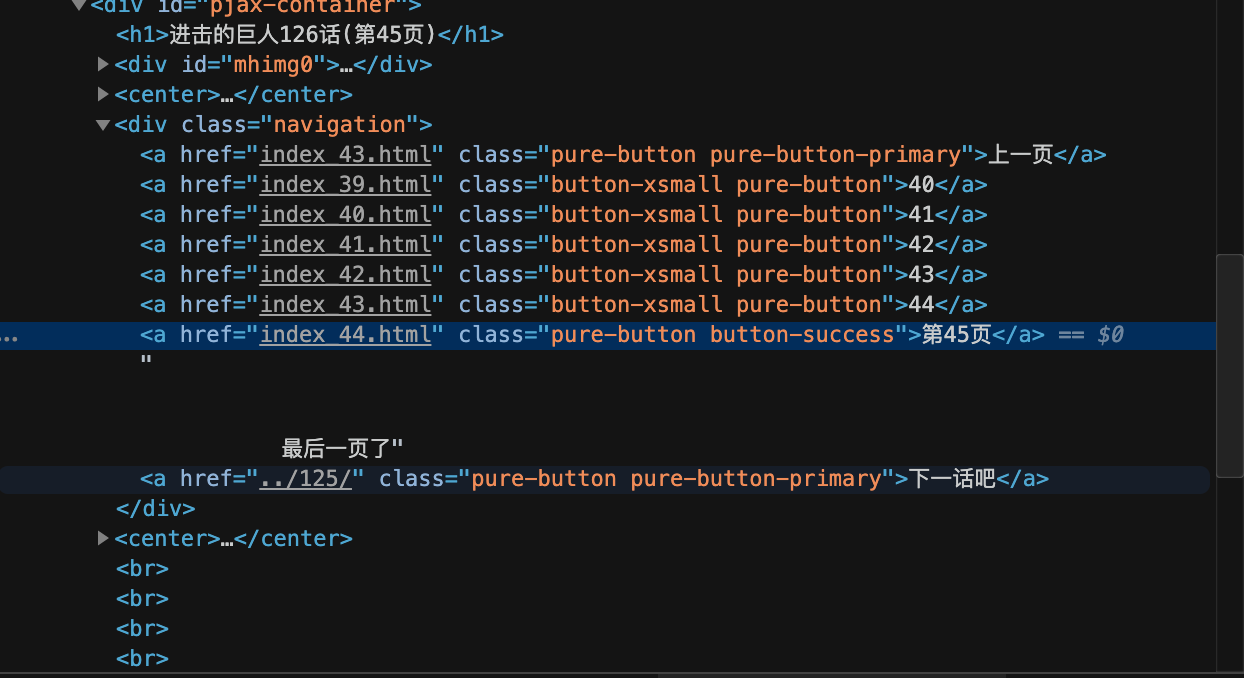 <div id="pjax-container">
<h1>进击的巨人126话(第45页)</h1>
<div id="mhimg0">…</div>
<center>…</center>
<div class="navigation">
<a href="index_43.html" class="pure-button pure-button-primary">上一页</a>
<a href="index_39.html" class="button-xsmall pure-button">40</a>
<a href="index_40.html" class="button-xsmall pure-button">41</a>
<a href="index_41.html" class="button-xsmall pure-button">42</a>
<a href="index_42.html" class="button-xsmall pure-button">43</a>
<a href="index_43.html" class="button-xsmall pure-button">44</a>
... <a href="index_44.html" class="pure-button button-success">第45页</a> == $0
"
最后一页了"
<a href="../125/" class="pure-button pure-button-primary">下一话吧</a>
</div>
<center>…</center>
<br>
<br>
<br>
<br>